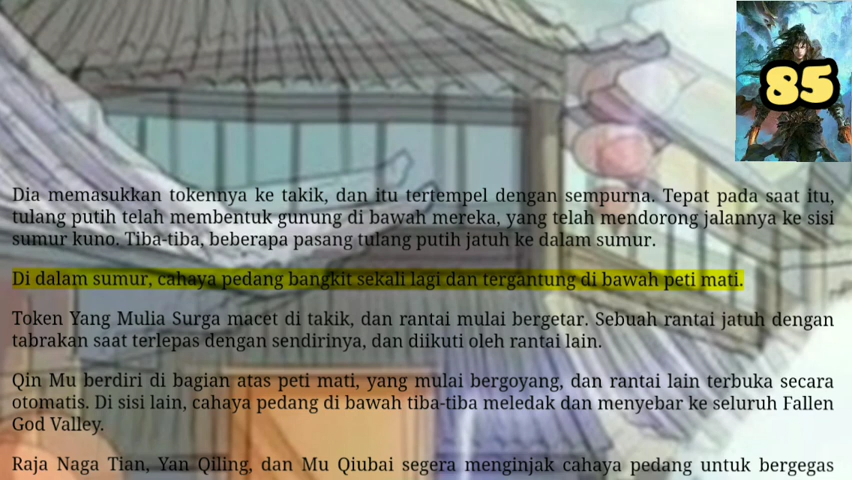 85
Dia memasukkan tokennya ke takik, dan itu tertempel dengan sempurna. Tepat pada saat itu,
tulang putih telah membentuk gunung di bawah mereka, yang telah mendorong jalannya ke sisi
sumur kuno. Tiba-tiba, beberapa pasang tulang putih jatuh ke dalam sumur.
Di dalam sumur, cahaya pedang bangkit sekali lagi dan tergantung di bawah peti mati.
Token Yang Mulia Surga macet di takik, dan rantai mulai bergetar. Sebuah rantai jatuh dengan
tabrakan saat terlepas dengan sendirinya, dan diikuti oleh rantai lain.
Qin Mu berdiri di bagian atas peti mati, yang mulai bergoyang, dan rantai lain terbuka secara
otomatis. Di sisi lain, cahaya pedang di bawah tiba-tiba meledak dan menyebar ke seluruh Fallen
God Valley.
Raja Naga Tian, Yan Qiling, dan Mu Qiubai segera menginjak cahaya pedang untuk bergegas